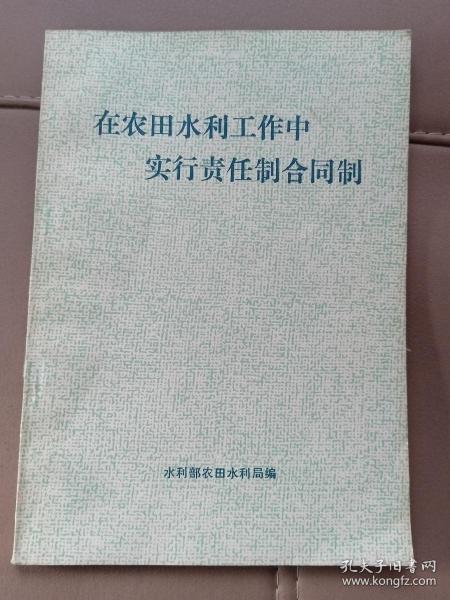 在农田水利工作中
实行责任制合同制
水利部农田水利局编
孔夫子旧书网
www.kongfz.com